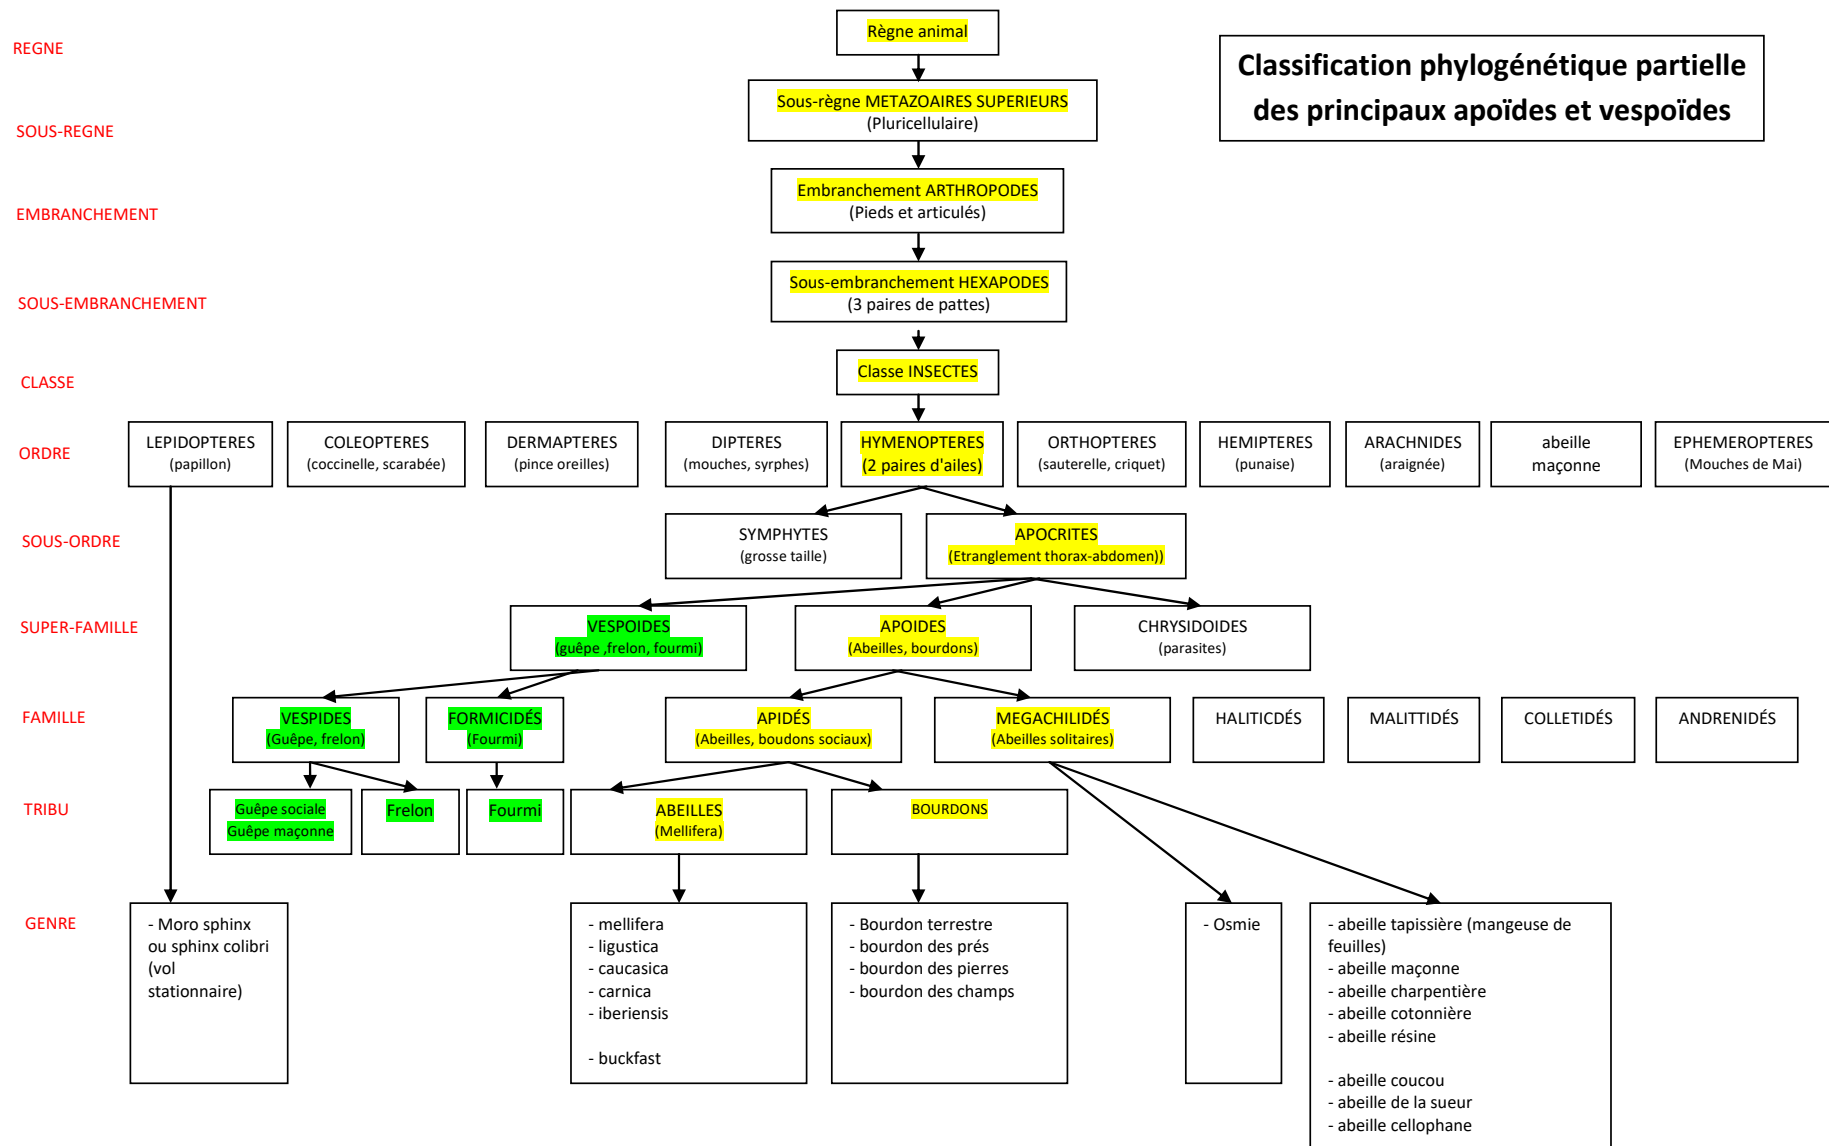 Classification phylogénétique partielle
des principaux apoïdes et vespoïdes
REGNE
Règne animal
SOUS-REGNE
Sous-règne METAZOAIRES SUPERIEURS
(Pluricellulaire)
EMBRANCHEMENT
Embranchement ARTHROPODES
(Pieds et articulés)
SOUS-EMBRANCHEMENT
Sous-embranchement HEXAPODES
(3 paires de pattes)
CLASSE
Classe INSECTES
ORDRE
LEPIDOPTERES
(papillon)
COLEOPTERES
(coccinelle, scarabée)
DERMAPTERES
(pince oreilles)
DIPTERES
(mouches, syrphes)
HYMENOPTERES
(2 paires d'ailes)
ORTHOPTERES
(sauterelle, criquet)
HEMIPTERES
(punaise)
ARACHNIDES
(araignée)
abeille
maçonne
EPHEMEROPTERES
(Mouches de Mai)
SOUS-ORDRE
SYMPHYTES
(grosse taille)
APOCRITES
(Etranglement thorax-abdomen))
SUPER-FAMILLE
VESPOIDES
(guêpe ,frelon, fourmi)
APOIDES
(Abeilles, bourdons)
CHRYSIDOIDES
(parasites)
FAMILLE
VESPIDES
(Guêpe, frelon)
FORMICIDÉS
(Fourmi)
APIDÉS
(Abeilles, boudons sociaux)
MEGACHILIDÉS
(Abeilles solitaires)
HALITICDÉS
MALITTIDÉS
COLLETIDÉS
ANDRENIDÉS
TRIBU
Guêpe sociale
Guêpe maçonne
Frelon
Fourmi
ABEILLES
(Mellifera)
BOURDONS
GENRE
- Moro sphinx
ou sphinx colibri
(vol
stationnaire)
- mellifera
- ligustica
- caucasica
- carnica
- iberiensis
- buckfast
- Bourdon terrestre
- bourdon des prés
- bourdon des pierres
- bourdon des champs
- Osmie
- abeille tapissière (mangeuse de
feuilles)
- abeille maçonne
- abeille charpentière
- abeille cotonnière
- abeille résine
- abeille coucou
- abeille de la sueur
- abeille cellophane